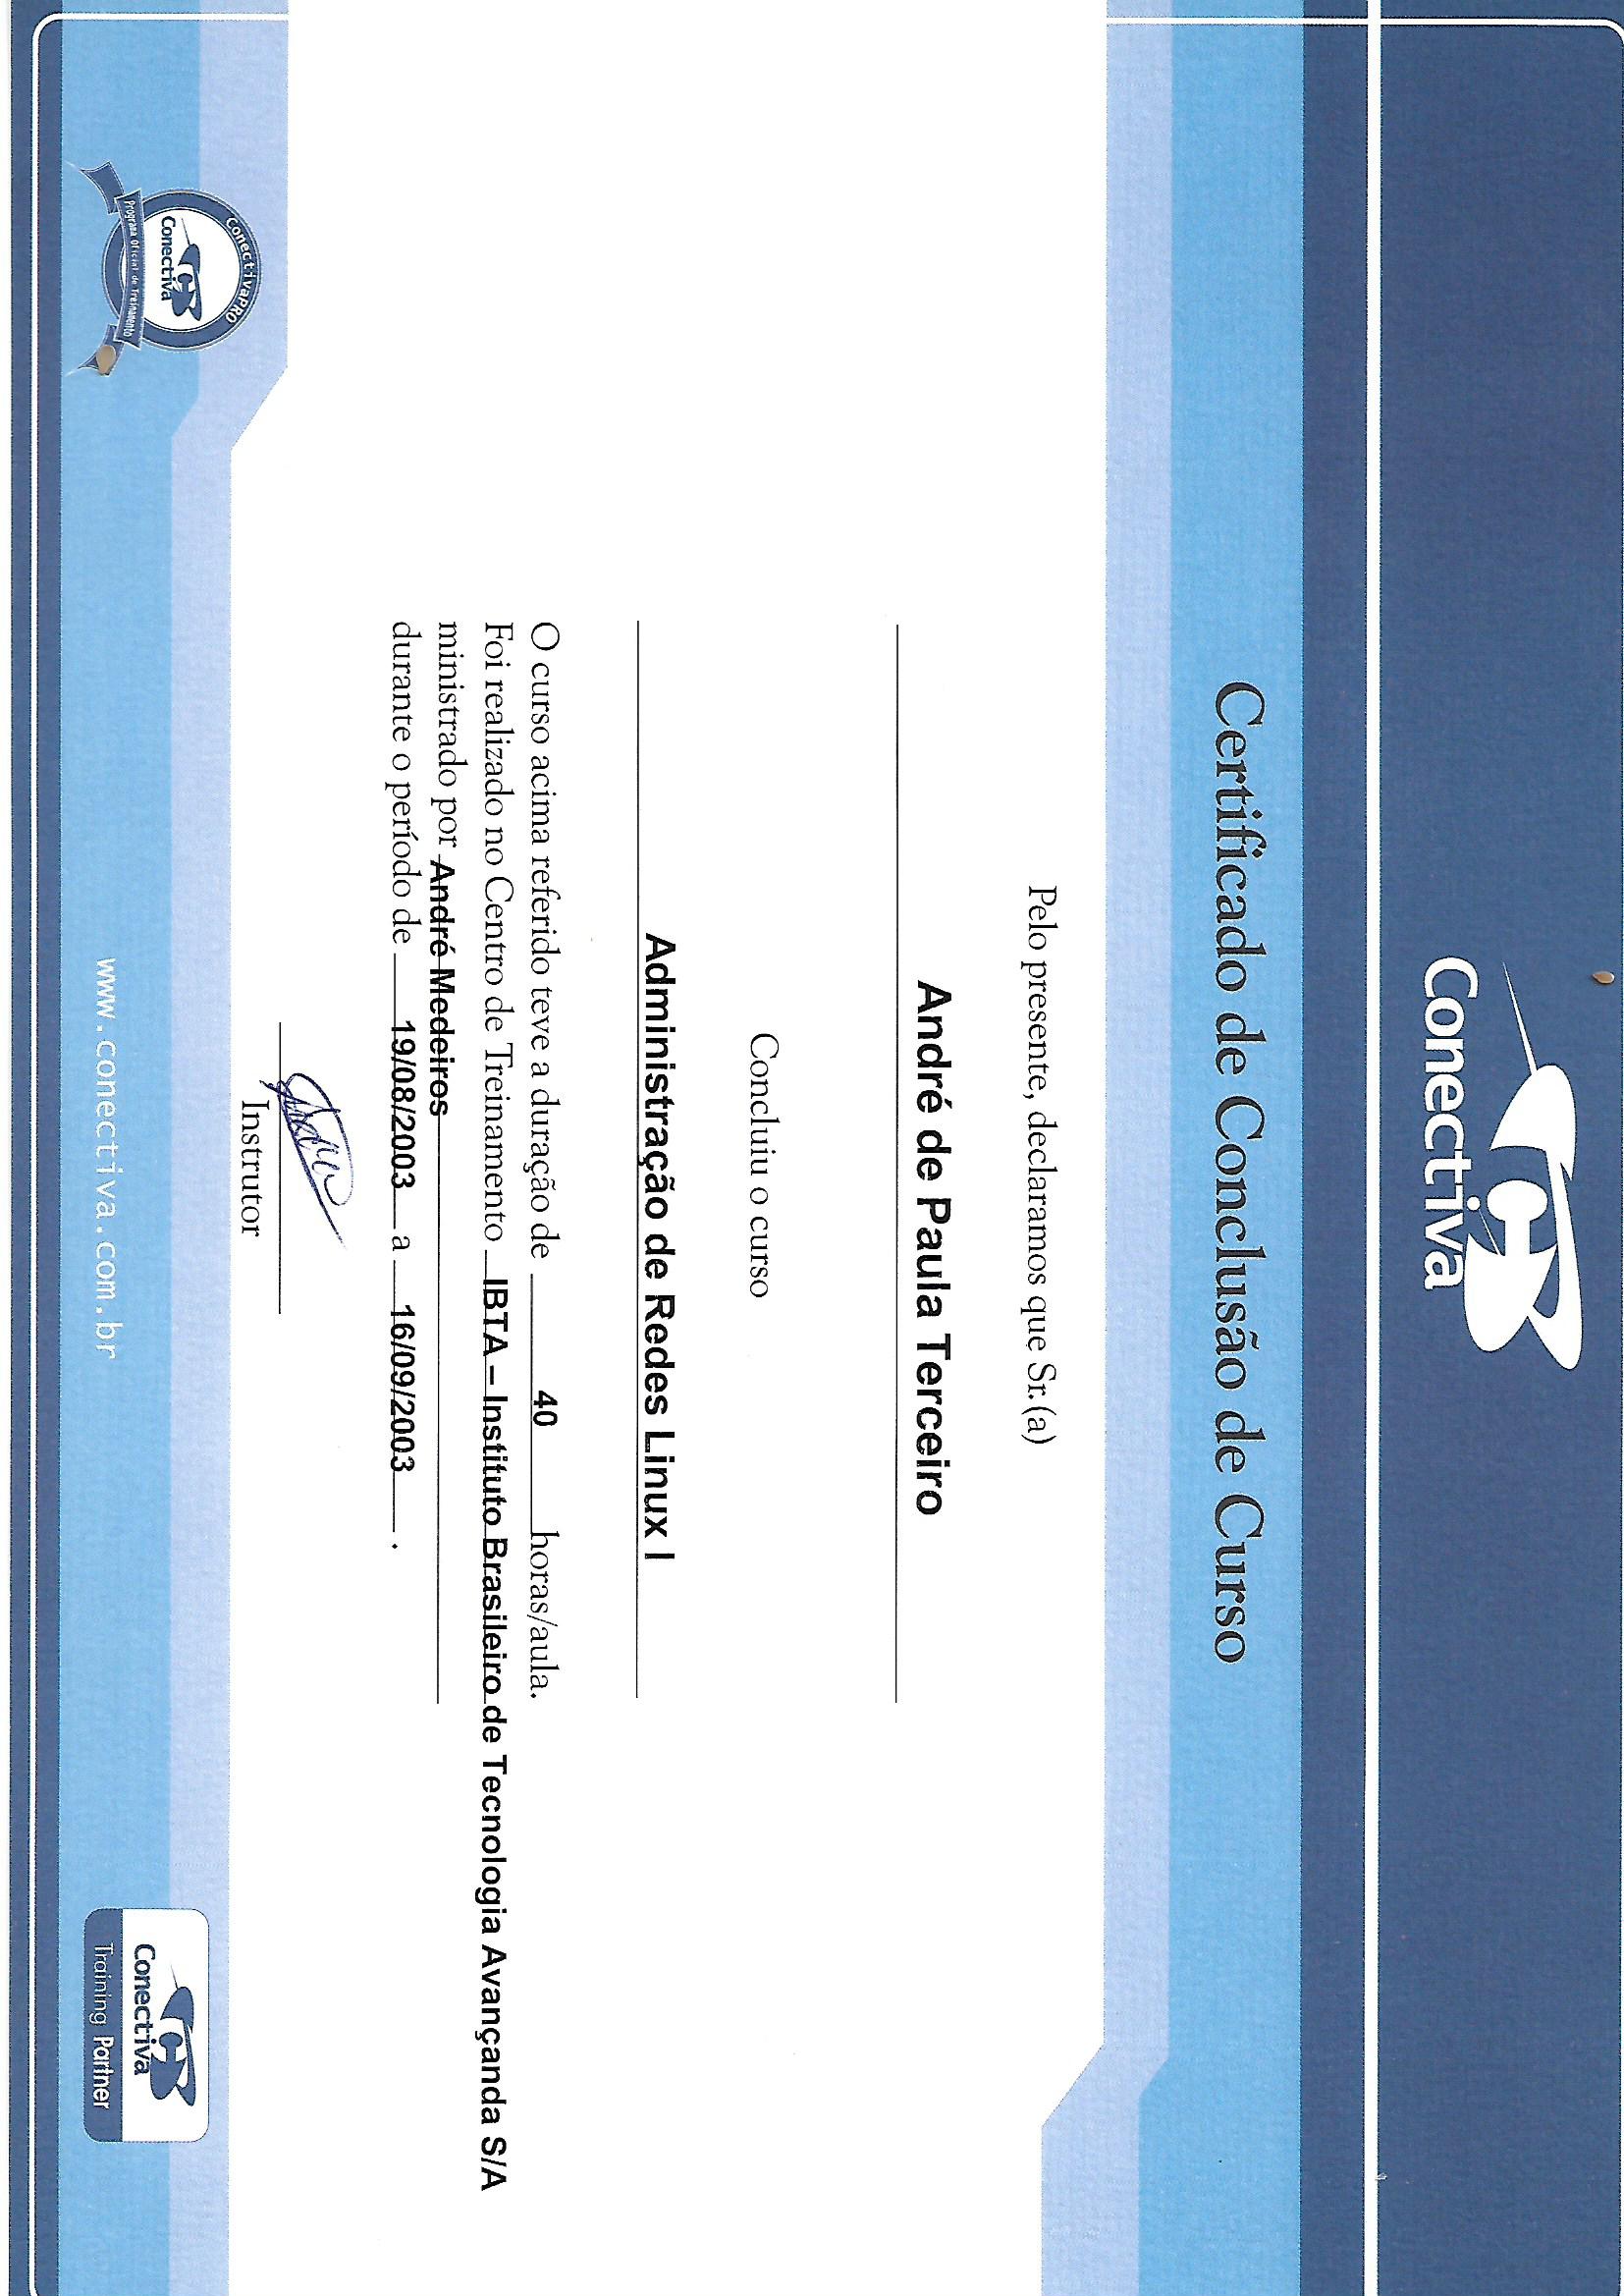 Conectiva
Certificado de Conclusão de Curso
Pelo presente, declaramos que Sr.(a)
André de Paula Terceiro
Concluiu o curso
Administração de Redes Linux I
O curso acima referido teve a duração de 40 horas/aula.
Foi realizado no Centro de Treinamento IBTA – Instituto Brasileiro de Tecnologia Avançanda S/A
ministrado por André Medeiros
durante o período de 19/08/2003 a 16/09/2003.
Instrutor
ConectivaPRO
Conectiva
Programa Oficial de Treinamento
www.conectiva.com.br
Conectiva
Training Partner